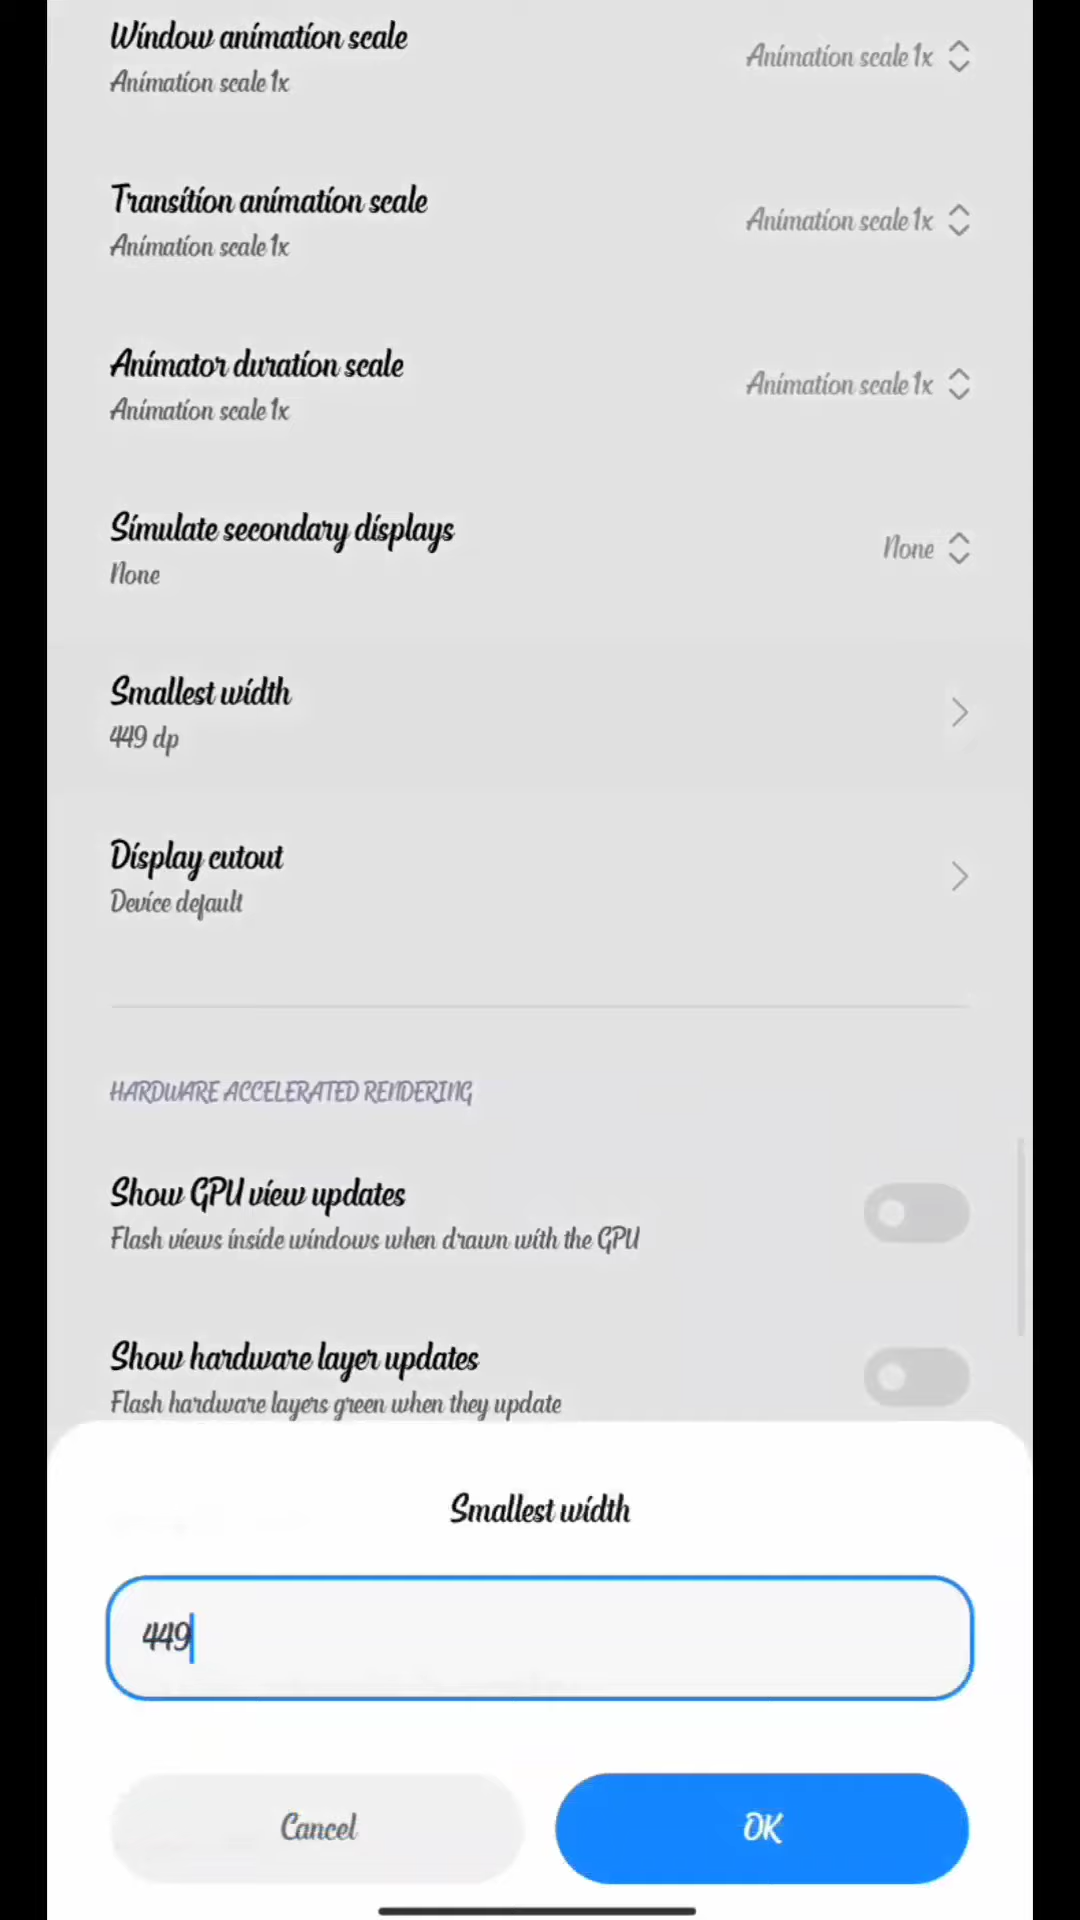 Window animation scale
Animation scale 1x
Animation scale 1x
Transition animation scale
Animation scale 1x
Animation scale 1x
Animator duration scale
Animation scale 1x
Animation scale 1x
Simulate secondary displays
None
None
Smallest width
449 dp
Display cutout
Device default
HARDWARE ACCELERATED RENDERING
Show GPU view updates
Flash views inside windows when drawn with the GPU
Show hardware layer updates
Flash hardware layers green when they update
Smallest width
449
Cancel
OK